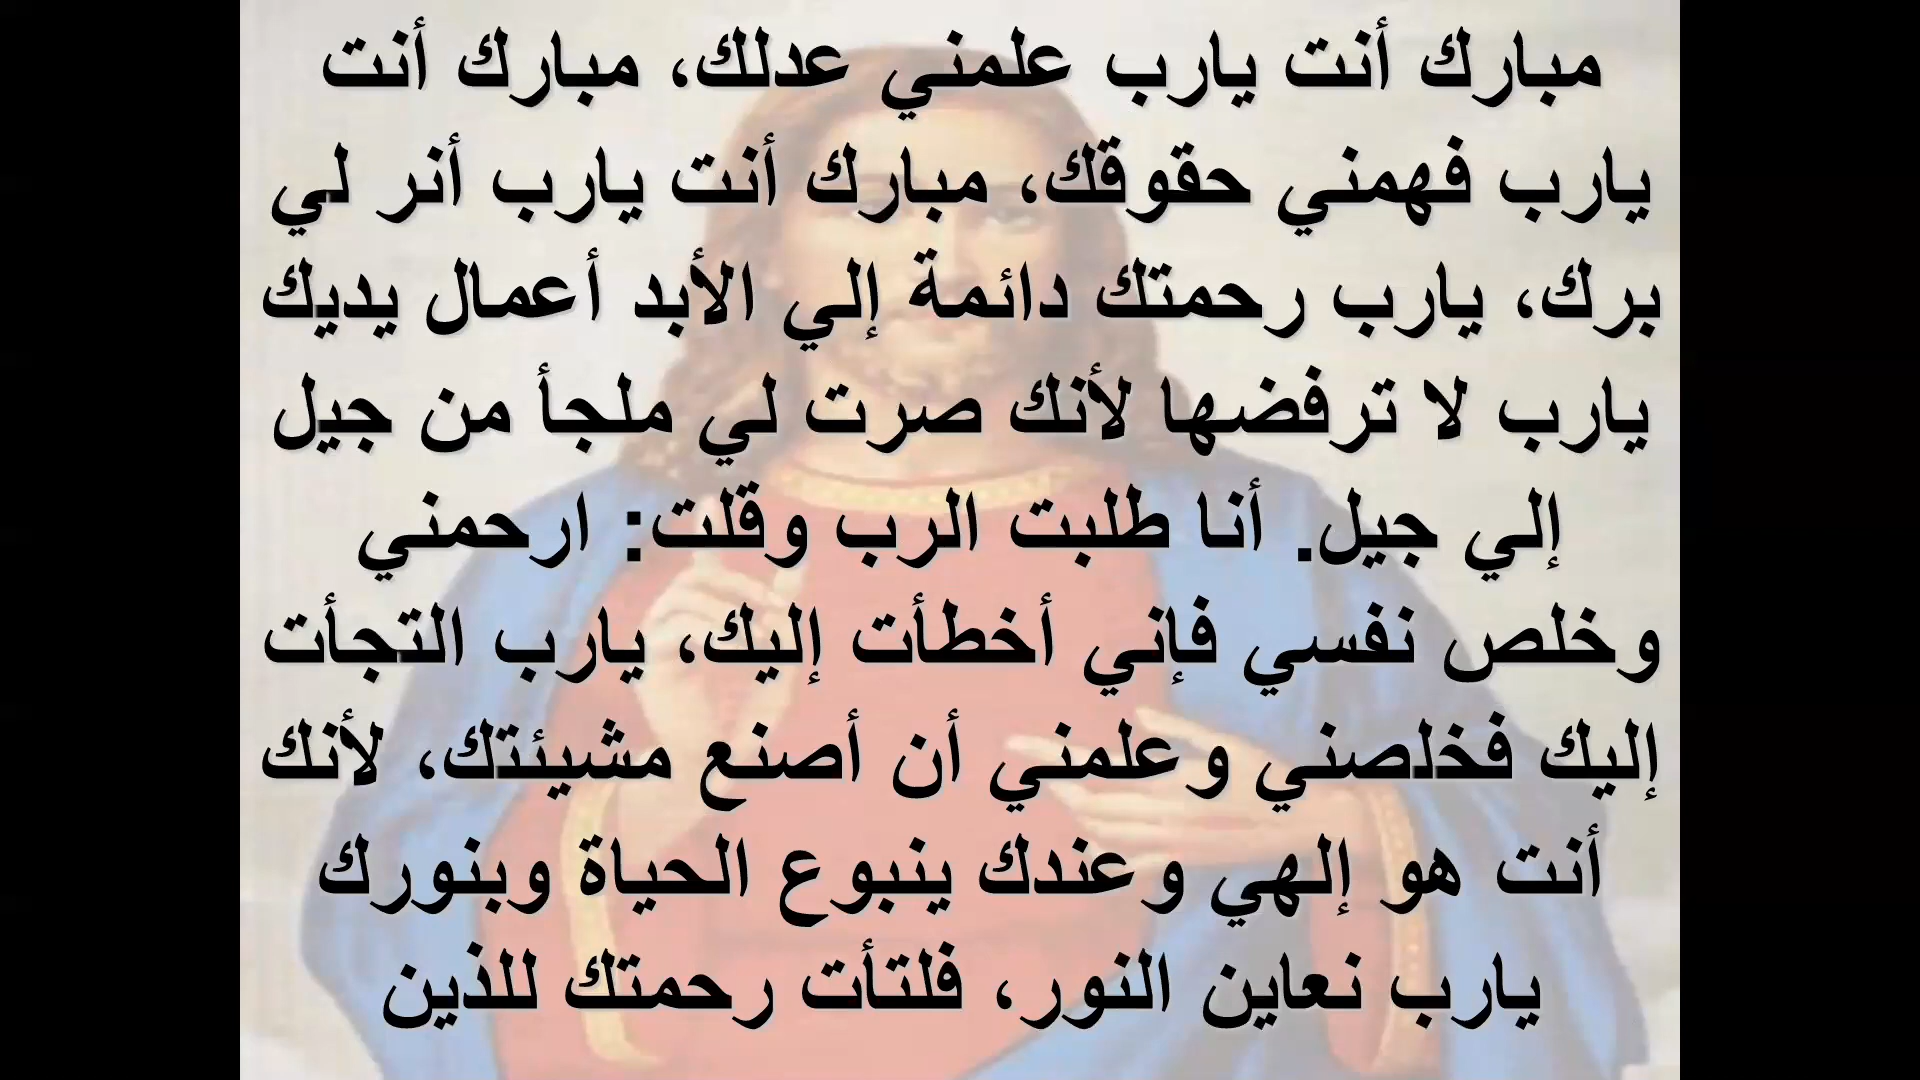 مبارك أنت يارب علمني عدلك، مبارك أنت
يارب فهمني حقوقك، مبارك أنت يارب أنر لي
برك، يارب رحمتك دائمة إلي الأبد أعمال يديك
يارب لا ترفضها لأنك صرت لي ملجأ من جيل
إلي جيل. أنا طلبت الرب وقلت: ارحمني
وخلص نفسي فإني أخطأت إليك، يارب التجأت
إليك فخلصني وعلمني أن أصنع مشيئتك، لأنك
أنت هو إلهي وعندك ينبوع الحياة وبنورك
يارب نعاين النور، فلتأت رحمتك للذين